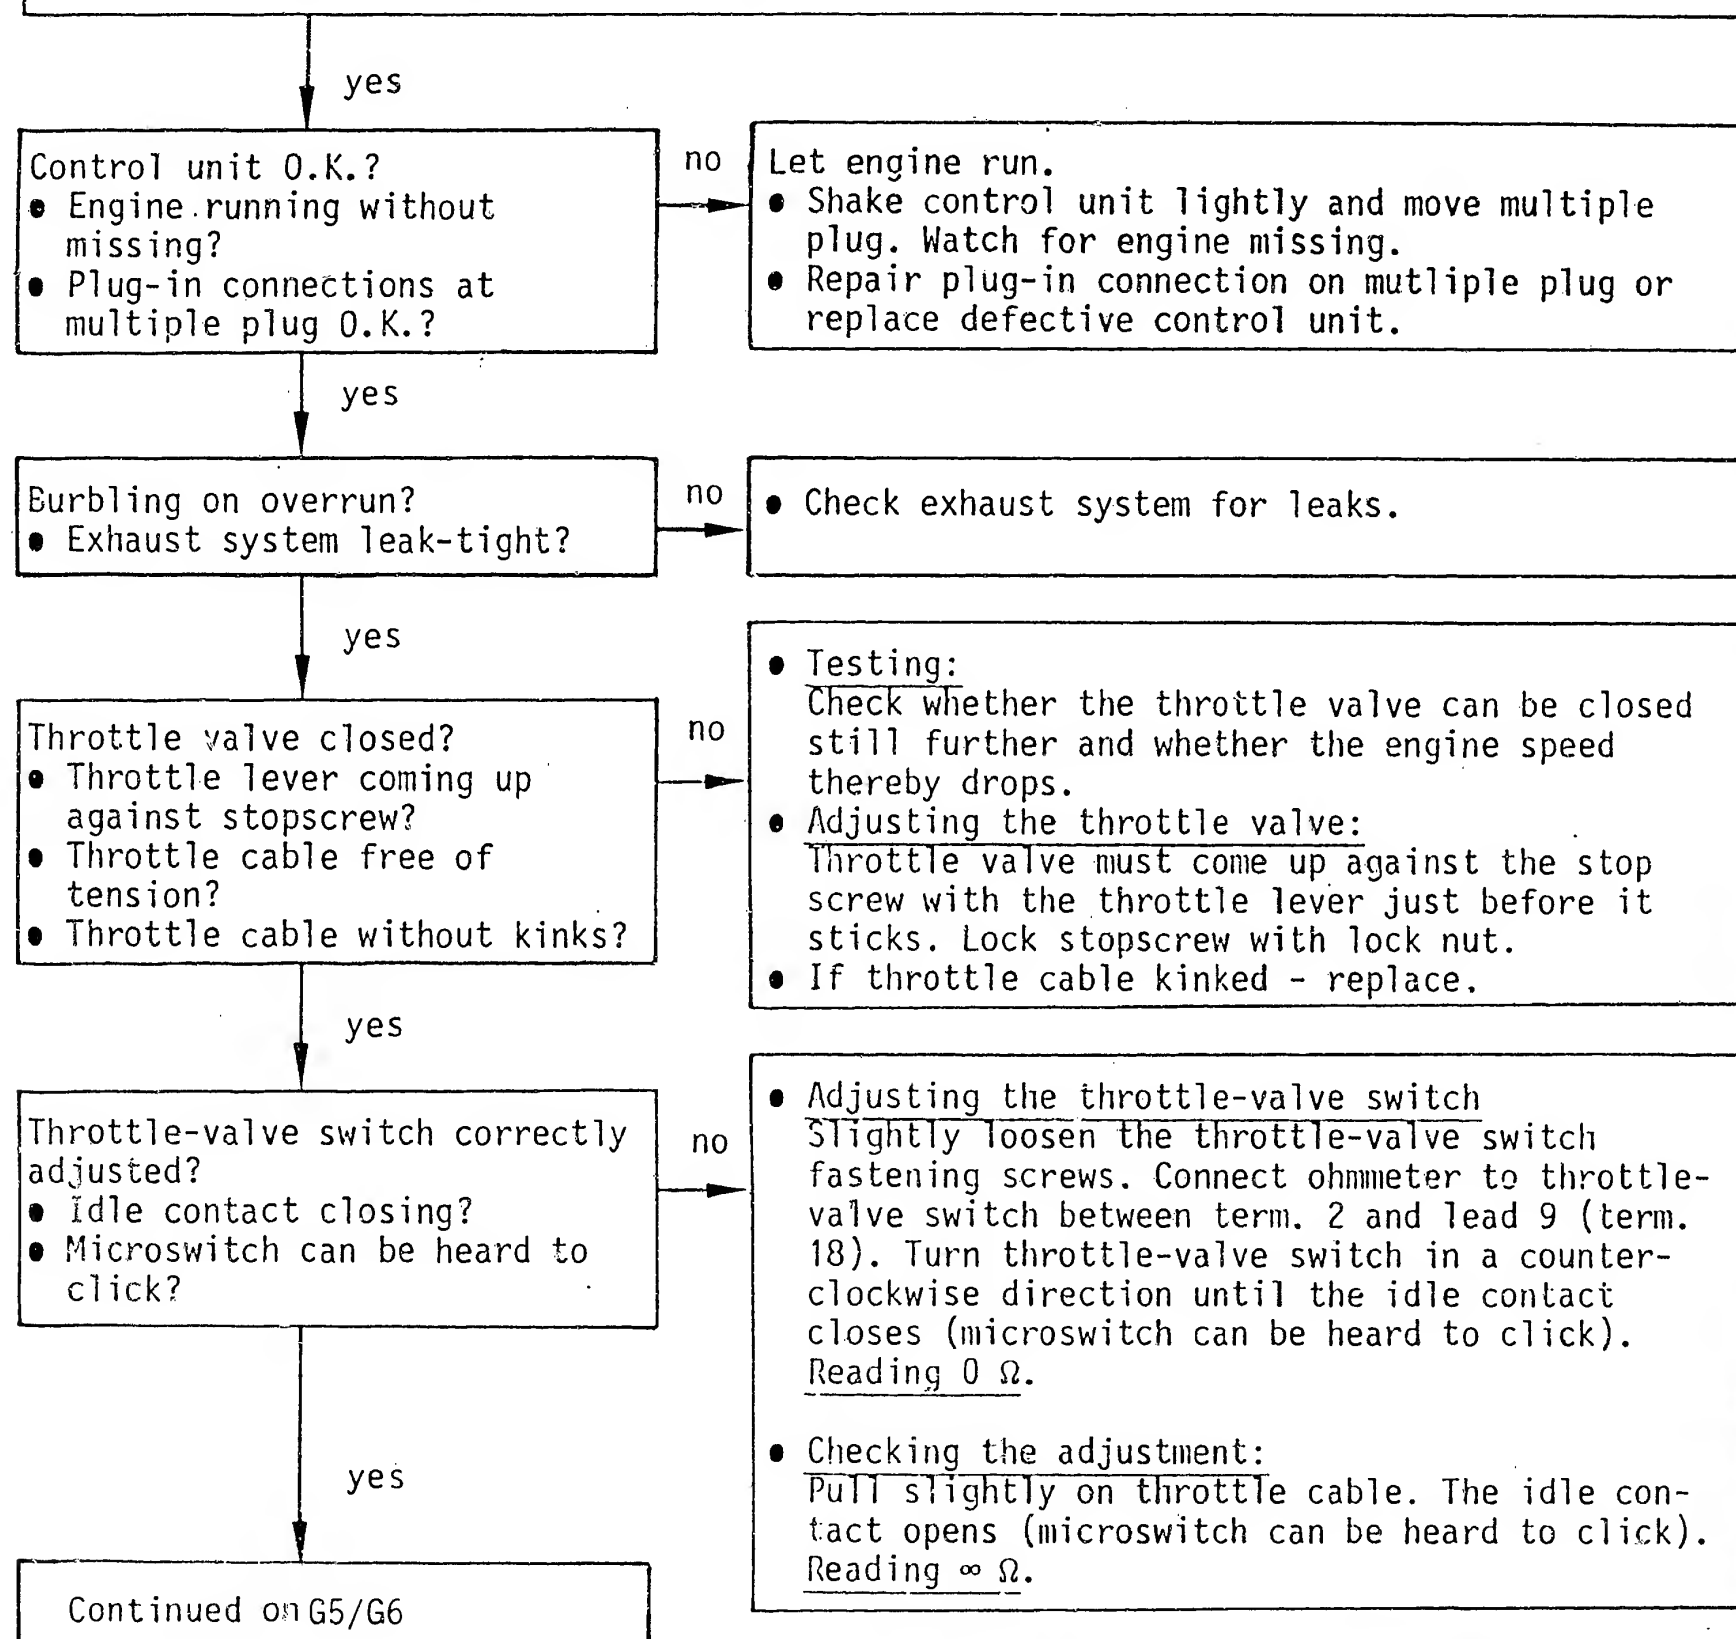 yes
Control unit O.K.?
● Engine running without
missing?
● Plug-in connections at
multiple plug O.K.?
no
Let engine run.
● Shake control unit lightly and move multiple
plug. Watch for engine missing.
● Repair plug-in connection on mutliple plug or
replace defective control unit.
yes
Burbling on overrun?
● Exhaust system leak-tight?
no
● Check exhaust system for leaks.
yes
Throttle valve closed?
● Throttle lever coming up
against stopscrew?
● Throttle cable free of
tension?
● Throttle cable without kinks?
no
● Testing:
Check whether the throttle valve can be closed
still further and whether the engine speed
thereby drops.
● Adjusting the throttle valve:
Throttle valve must come up against the stop
screw with the throttle lever just before it
sticks. Lock stopscrew with lock nut.
● If throttle cable kinked - replace.
yes
Throttle-valve switch correctly
adjusted?
● Idle contact closing?
● Microswitch can be heard to
click?
no
● Adjusting the throttle-valve switch
Slightly loosen the throttle-valve switch
fastening screws. Connect ohmmeter to throttle-
valve switch between term. 2 and lead 9 (term.
18). Turn throttle-valve switch in a counter-
clockwise direction until the idle contact
closes (microswitch can be heard to click).
Reading 0 Ω.
● Checking the adjustment:
Pull slightly on throttle cable. The idle con-
tact opens (microswitch can be heard to click).
Reading ∞ Ω.
yes
Continued on G5/G6